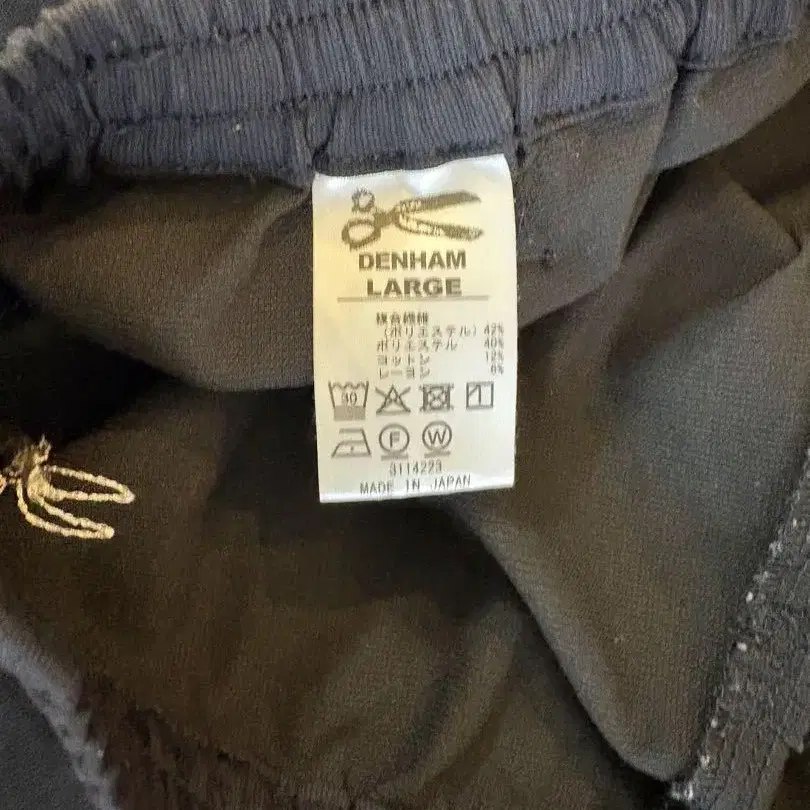 DENHAM
LARGE
複合繊維
(ポリエステル) 42%
ポリエステル 40%
コットン 12%
レーヨン 6%
30
1
F W
3114223
MADE IN JAPAN